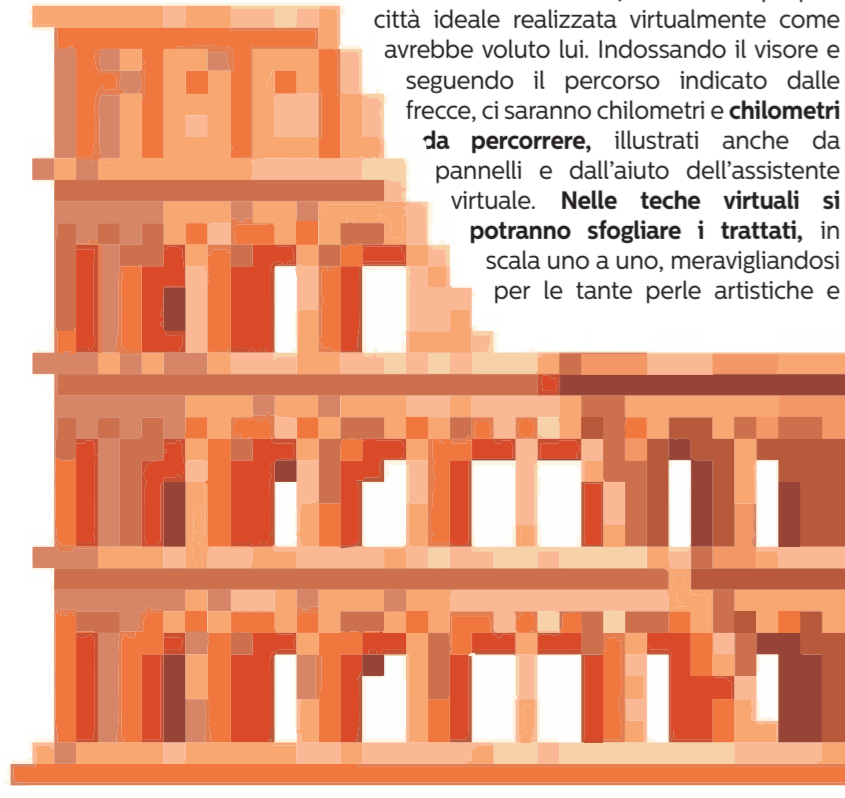 città ideale realizzata virtualmente come
avrebbe voluto lui. Indossando il visore e
seguendo il percorso indicato dalle
frecce, ci saranno chilometri e chilometri
da percorrere, illustrati anche da
pannelli e dall'aiuto dell'assistente
virtuale. Nelle teche virtuali si
potranno sfogliare i trattati, in
scala uno a uno, meravigliandosi
per le tante perle artistiche e